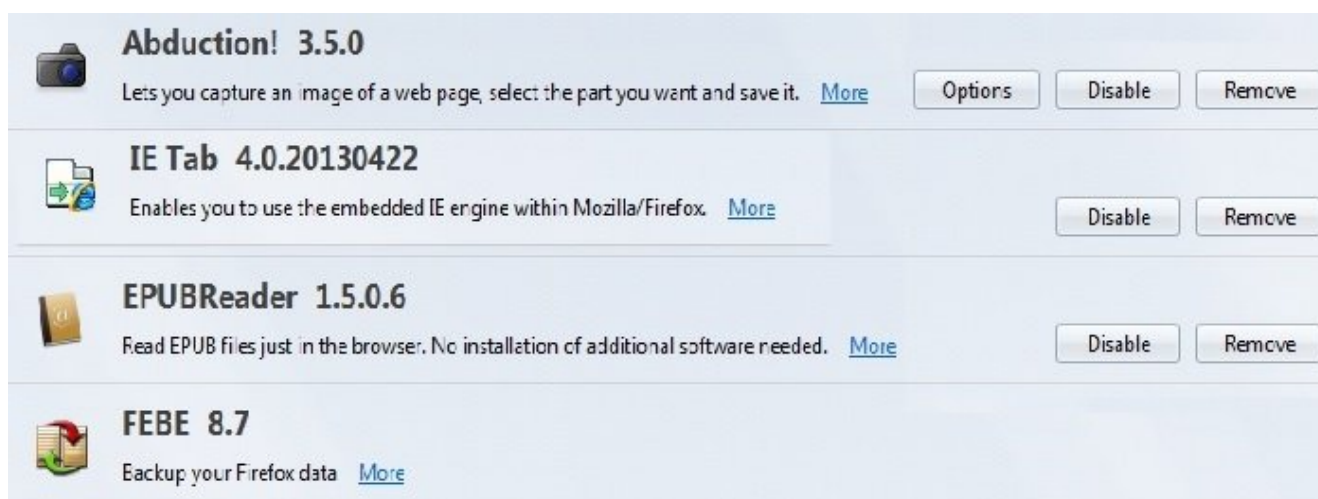 Abduction! 3.5.0
Lets you capture an image of a web page, select the part you want and save it. More Options Disable Remove
IE Tab 4.0.20130422
Enables you to use the embedded IE engine within Mozilla/Firefox. More Disable Remove
EPUBReader 1.5.0.6
Read EPUB files just in the browser. No installation of additional software needed. More Disable Remove
FEBE 8.7
Backup your Firefox data More